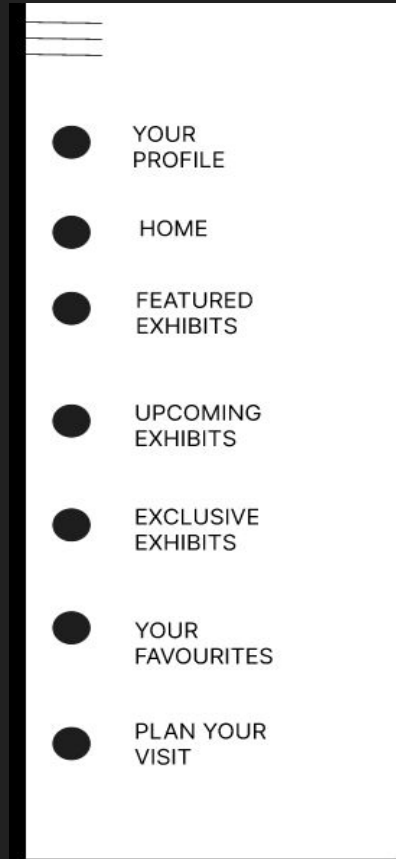 YOUR
PROFILE
HOME
FEATURED
EXHIBITS
UPCOMING
EXHIBITS
EXCLUSIVE
EXHIBITS
YOUR
FAVOURITES
PLAN YOUR
VISIT